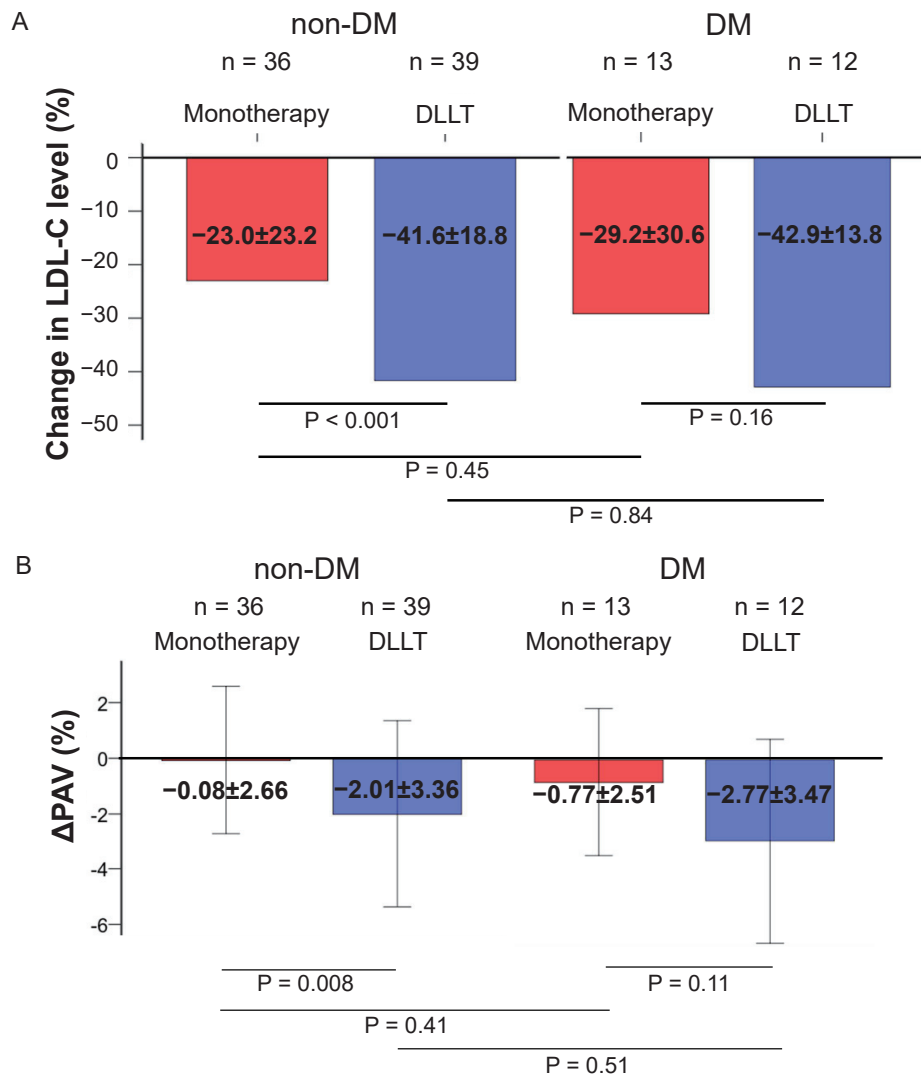 A
non-DM DM
n = 36 n = 39 n = 13 n = 12
Monotherapy DLLT Monotherapy DLLT
Change in LDL-C level (%)
0
−10
−20
−30
−40
−50
−23.0±23.2 −41.6±18.8 −29.2±30.6 −42.9±13.8
P < 0.001 P = 0.16
P = 0.45
P = 0.84
B
non-DM DM
n = 36 n = 39 n = 13 n = 12
Monotherapy DLLT Monotherapy DLLT
ΔPAV (%)
2
0
-2
-4
-6
−0.08±2.66 −2.01±3.36 −0.77±2.51 −2.77±3.47
P = 0.008 P = 0.11
P = 0.41
P = 0.51